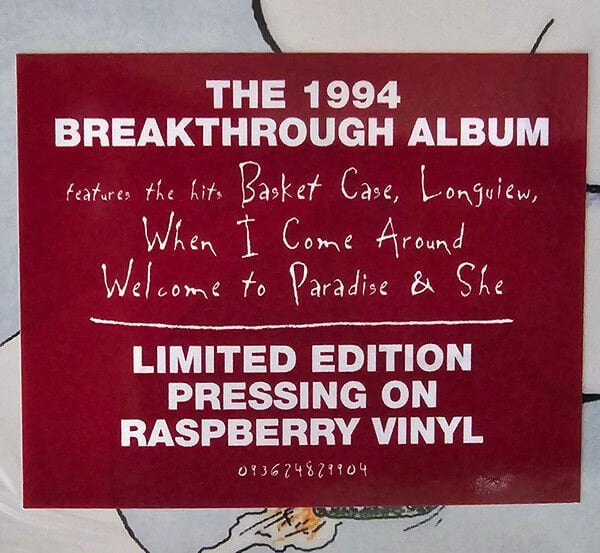 THE 1994
BREAKTHROUGH ALBUM
features the hits Basket Case, Longview,
When I Come Around
Welcome to Paradise & She
LIMITED EDITION
PRESSING ON
RASPBERRY VINYL
093624829904